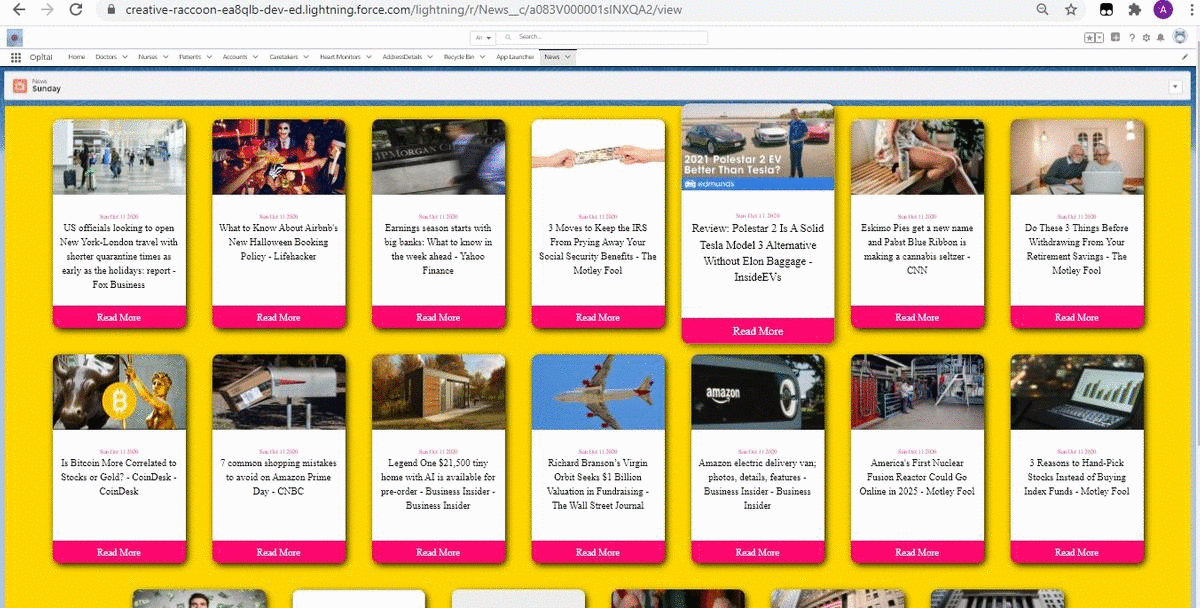 creative-raccoon-ea8qlb-dev-ed.lightning.force.com/lightning/r/News__c/a083V000001slNXQA2/view
A
All
Search...
Opital
Home Doctors Nurses Patients Accounts Caretakers Heart Monitors AddressDetails Recycle Bin App Launcher News
News
Sunday
JPMORGAN C
2021 Polestar 2 EV
Better Than Tesla?
edmunds
Sun Oct 11 2020
US officials looking to open
New York-London travel with
shorter quarantine times as
early as the holidays: report -
Fox Business
Read More
Sun Oct 11 2020
What to Know About Airbnb's
New Halloween Booking
Policy - Lifehacker
Read More
Sun Oct 11 2020
Earnings season starts with
big banks: What to know in
the week ahead - Yahoo
Finance
Read More
Sun Oct 11 2020
3 Moves to Keep the IRS
From Prying Away Your
Social Security Benefits - The
Motley Fool
Read More
Sun Oct 11 2020
Review: Polestar 2 Is A Solid
Tesla Model 3 Alternative
Without Elon Baggage -
InsideEVs
Read More
Sun Oct 11 2020
Eskimo Pies get a new name
and Pabst Blue Ribbon is
making a cannabis seltzer -
CNN
Read More
Sun Oct 11 2020
Do These 3 Things Before
Withdrawing From Your
Retirement Savings - The
Motley Fool
Read More
Sun Oct 11 2020
Is Bitcoin More Correlated to
Stocks or Gold? - CoinDesk -
CoinDesk
Read More
Sun Oct 11 2020
7 common shopping mistakes
to avoid on Amazon Prime
Day - CNBC
Read More
Sun Oct 11 2020
Legend One $21,500 tiny
home with AI is available for
pre-order - Business Insider -
Business Insider
Read More
Sun Oct 11 2020
Richard Branson's Virgin
Orbit Seeks $1 Billion
Valuation in Fundraising -
The Wall Street Journal
Read More
amazon
Sun Oct 11 2020
Amazon electric delivery van;
photos, details, features -
Business Insider - Business
Insider
Read More
Sun Oct 11 2020
America's First Nuclear
Fusion Reactor Could Go
Online in 2025 - Motley Fool
Read More
Sun Oct 11 2020
3 Reasons to Hand-Pick
Stocks Instead of Buying
Index Funds - Motley Fool
Read More